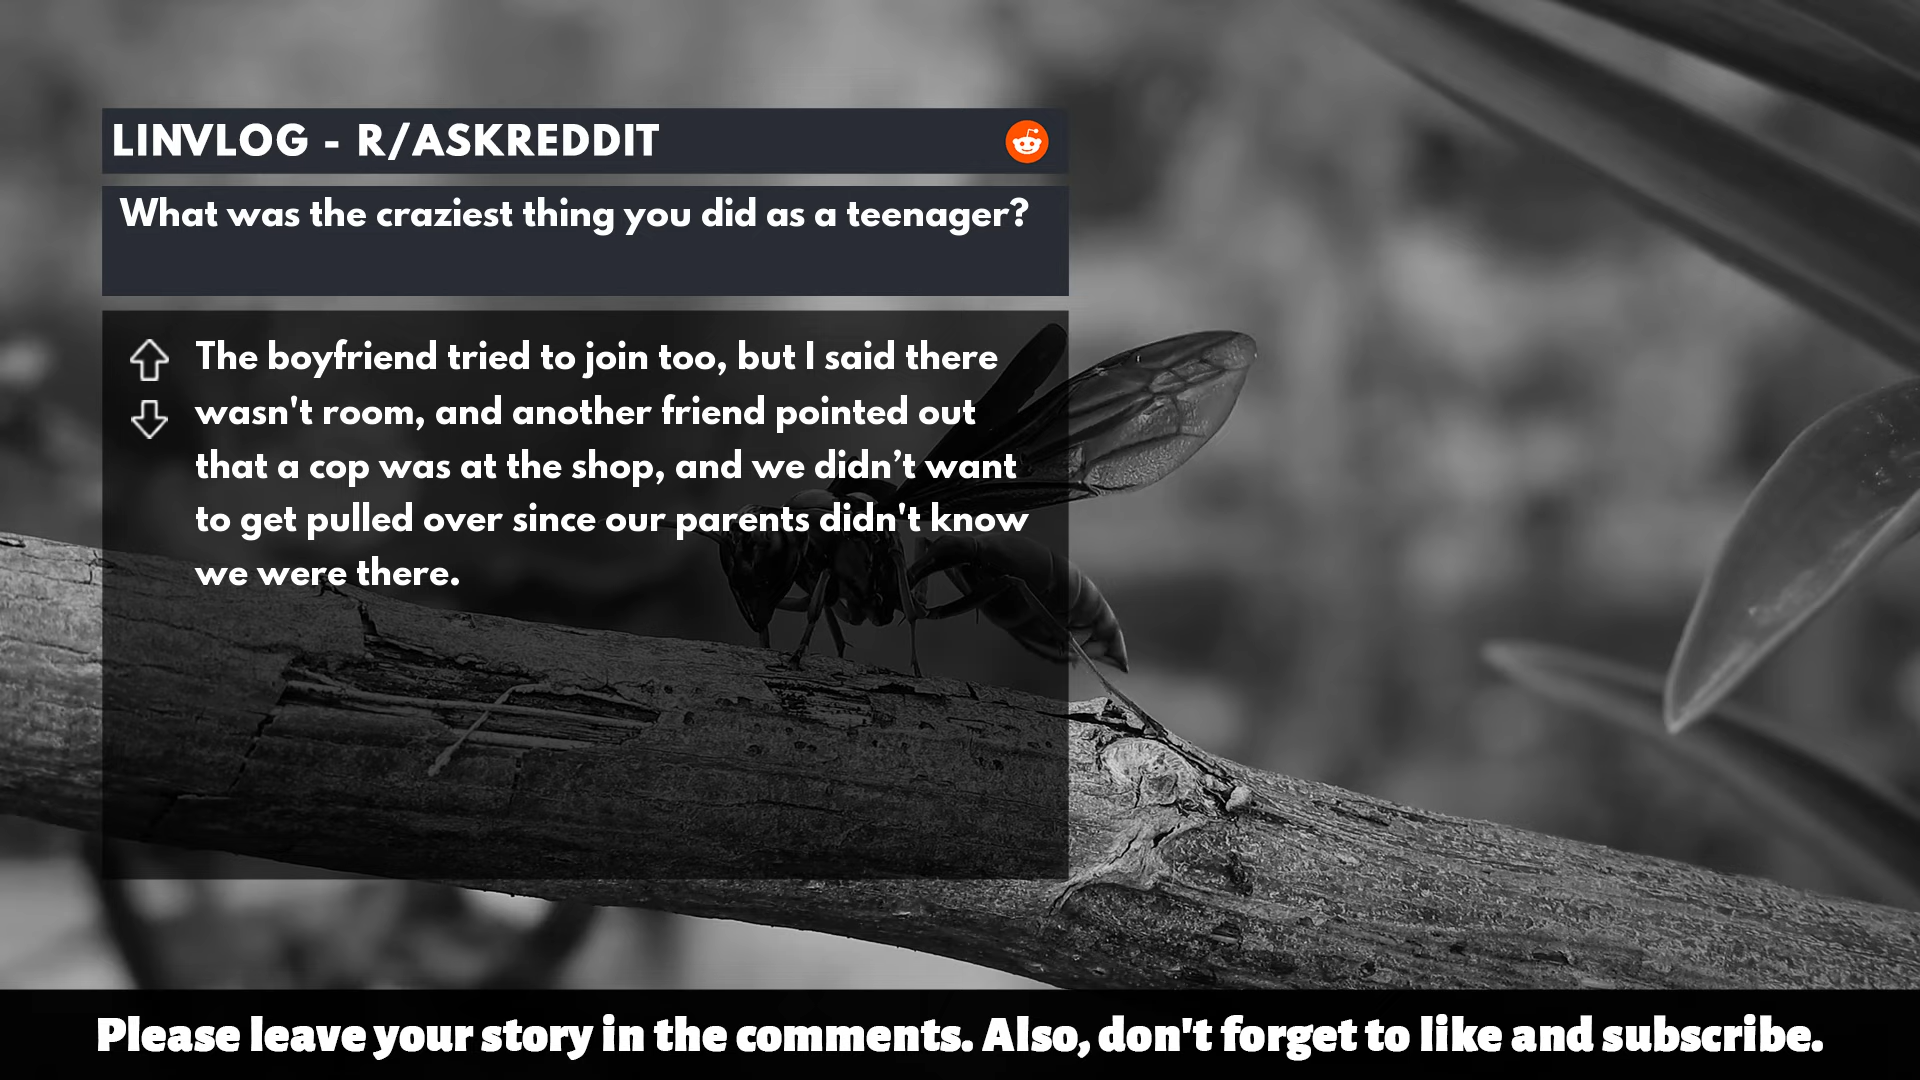 LINVLOG - R/ASKREDDIT
What was the craziest thing you did as a teenager?
The boyfriend tried to join too, but I said there
wasn't room, and another friend pointed out
that a cop was at the shop, and we didn’t want
to get pulled over since our parents didn't know
we were there.
Please leave your story in the comments. Also, don't forget to like and subscribe.